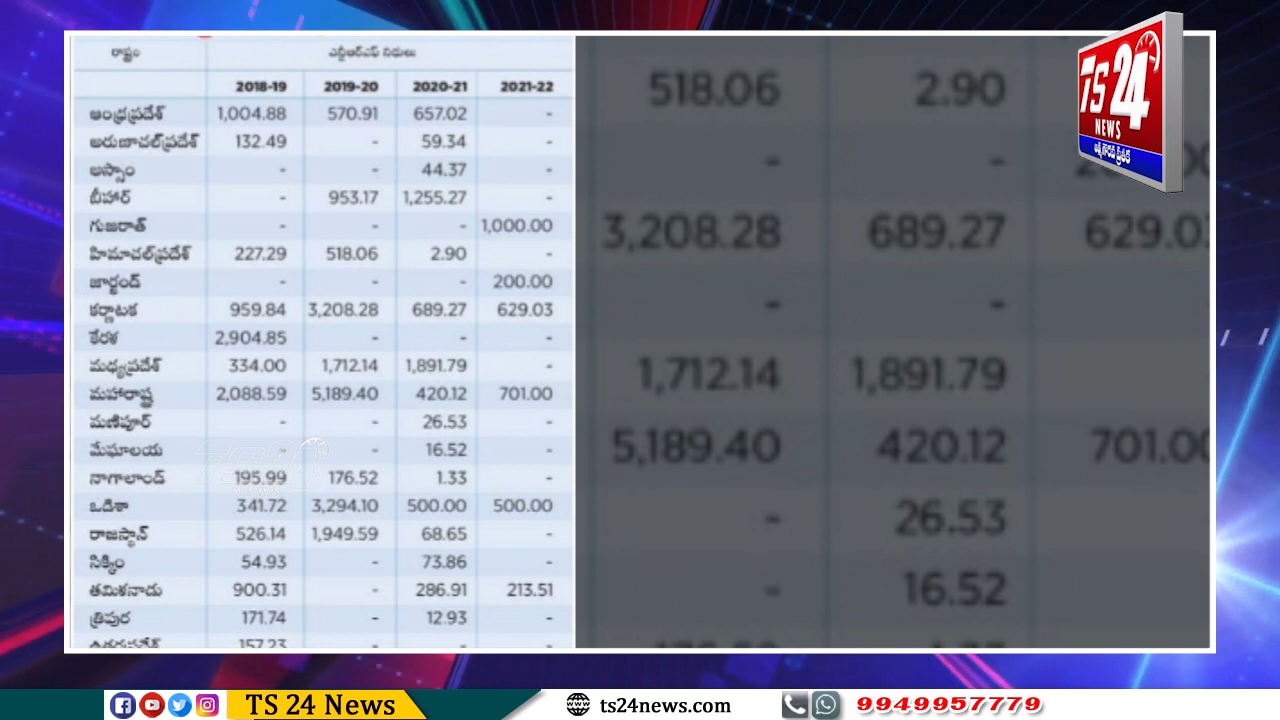 రాష్ట్రం ఎన్డీఆర్ఎఫ్ నిధులు
2018-19 2019-20 2020-21 2021-22
ఆంధ్రప్రదేశ్ 1,004.88 570.91 657.02 -
అరుణాచల్‌ప్రదేశ్ 132.49 - 59.34 -
అస్సాం - - 44.37 -
బీహార్ - 953.17 1,255.27 -
గుజరాత్ - - - 1,000.00
హిమాచల్‌ప్రదేశ్ 227.29 518.06 2.90 -
జార్ఖండ్ - - - 200.00
కర్ణాటక 959.84 3,208.28 689.27 629.03
కేరళ 2,904.85 - - -
మధ్యప్రదేశ్ 334.00 1,712.14 1,891.79 -
మహారాష్ట్ర 2,088.59 5,189.40 420.12 701.00
మణిపూర్ - - 26.53 -
మేఘాలయ - - 16.52 -
నాగాలాండ్ 195.99 176.52 1.33 -
ఒడిశా 341.72 3,294.10 500.00 500.00
రాజస్థాన్ 526.14 1,949.59 68.65 -
సిక్కిం 54.93 - 73.86 -
తమిళనాడు 900.31 - 286.91 213.51
త్రిపుర 171.74 - 12.93 -
157.23 - - -
518.06 2.90
- -
3,208.28 689.27 629.03
- -
1,712.14 1,891.79
5,189.40 420.12 701.00
- 26.53
- 16.52
TS 24
NEWS
TS 24 News ts24news.com 9949957779